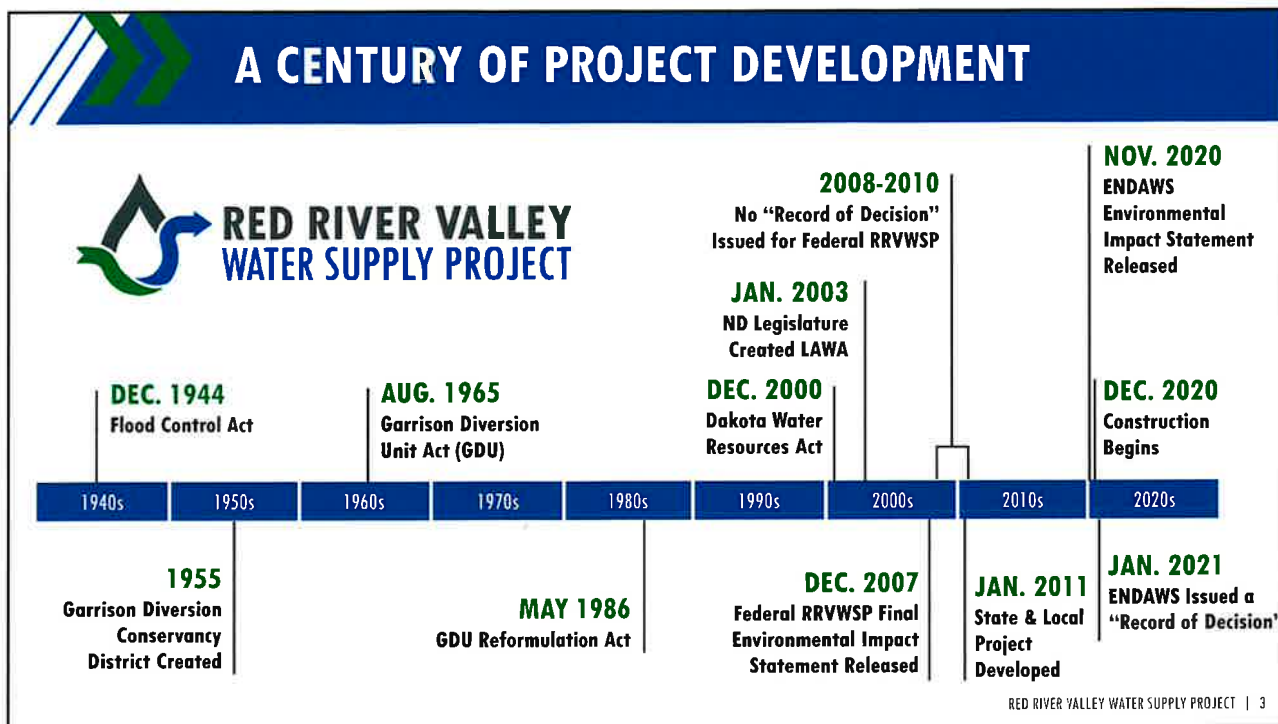 A CENTURY OF PROJECT DEVELOPMENT
RED RIVER VALLEY
WATER SUPPLY PROJECT
DEC. 1944
Flood Control Act
AUG. 1965
Garrison Diversion
Unit Act (GDU)
DEC. 2000
Dakota Water
Resources Act
JAN. 2003
ND Legislature
Created LAWA
2008-2010
No “Record of Decision”
Issued for Federal RRVWSP
NOV. 2020
ENDAWS
Environmental
Impact Statement
Released
DEC. 2020
Construction
Begins
1940s 1950s 1960s 1970s 1980s 1990s 2000s 2010s 2020s
1955
Garrison Diversion
Conservancy
District Created
MAY 1986
GDU Reformulation Act
DEC. 2007
Federal RRVWSP Final
Environmental Impact
Statement Released
JAN. 2011
State & Local
Project
Developed
JAN. 2021
ENDAWS Issued a
“Record of Decision”
RED RIVER VALLEY WATER SUPPLY PROJECT | 3